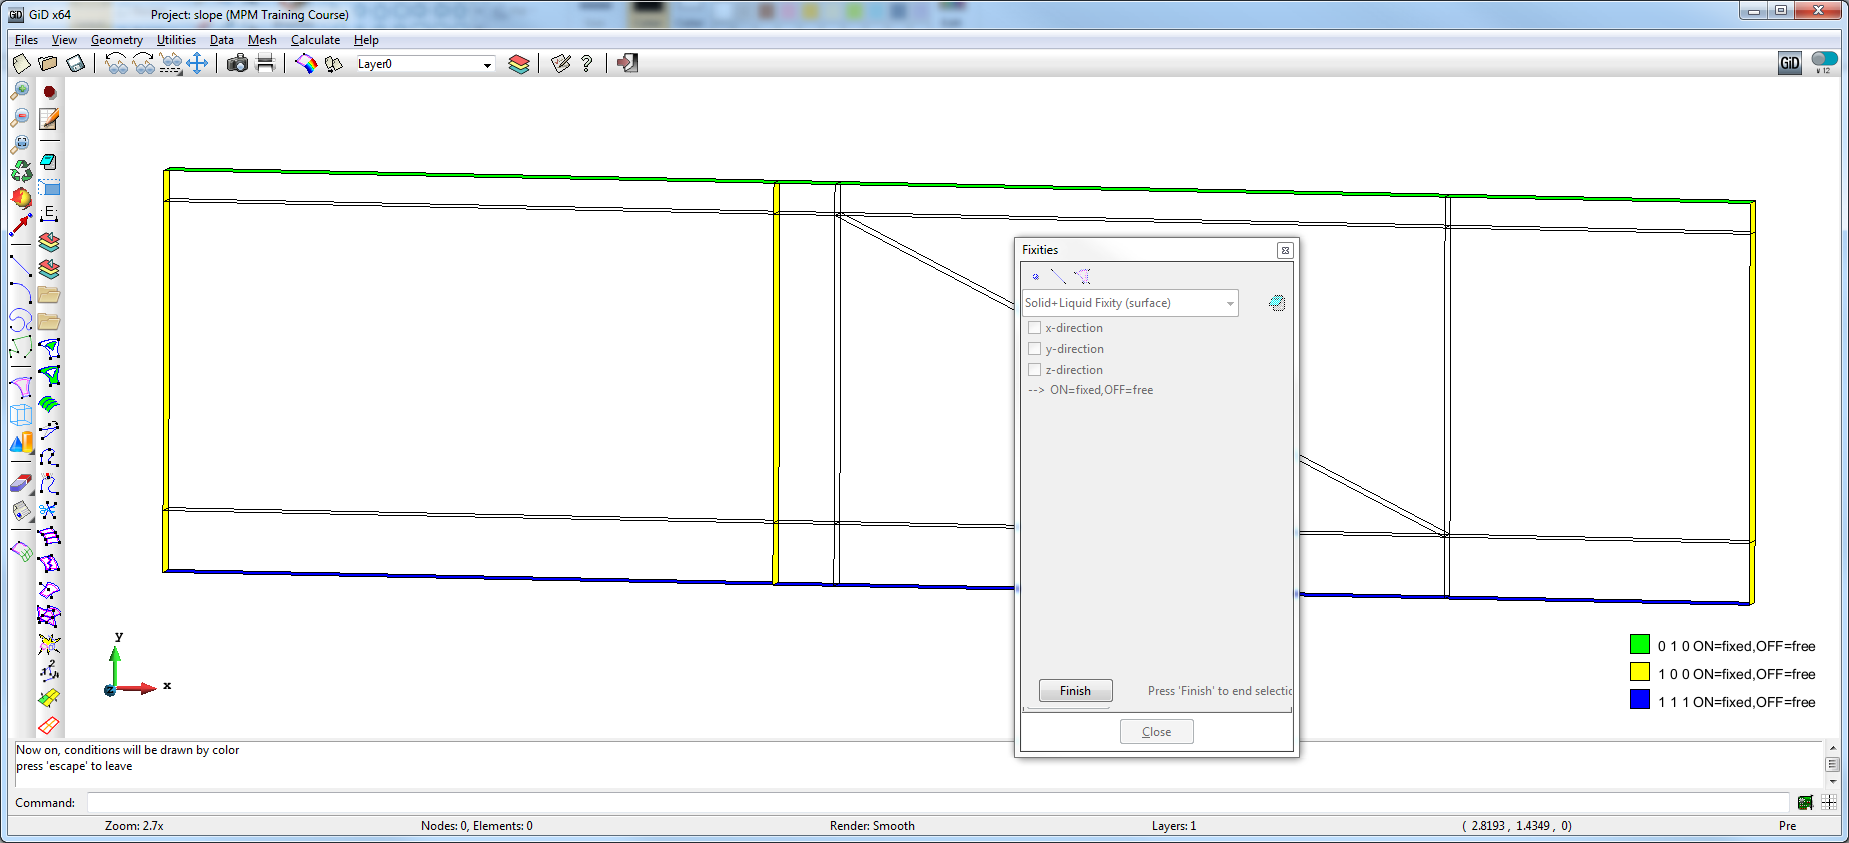 GiD x64 Project: slope (MPM Training Course)
Files View Geometry Utilities Data Mesh Calculate Help
Layer0
GiD
v 12
E
Fixities
Solid+Liquid Fixity (surface)
x-direction
y-direction
z-direction
--> ON=fixed,OFF=free
Finish Press 'Finish' to end selectic
Close
y
x
z
0 1 0 ON=fixed,OFF=free
1 0 0 ON=fixed,OFF=free
1 1 1 ON=fixed,OFF=free
Now on, conditions will be drawn by color
press 'escape' to leave
Command:
Zoom: 2.7x Nodes: 0, Elements: 0 Render: Smooth Layers: 1 ( 2.8193 , 1.4349 , 0) Pre